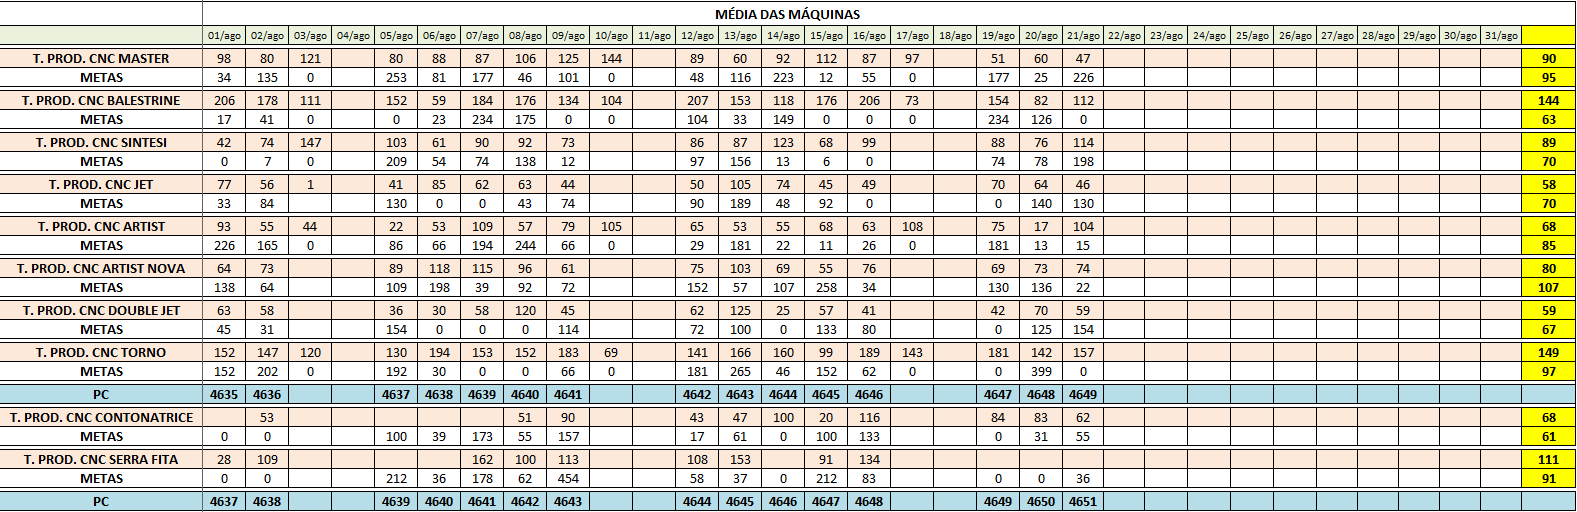 MÉDIA DAS MÁQUINAS
01/ago 02/ago 03/ago 04/ago 05/ago 06/ago 07/ago 08/ago 09/ago 10/ago 11/ago 12/ago 13/ago 14/ago 15/ago 16/ago 17/ago 18/ago 19/ago 20/ago 21/ago 22/ago 23/ago 24/ago 25/ago 26/ago 27/ago 28/ago 29/ago 30/ago 31/ago
T. PROD. CNC MASTER 98 80 121 80 88 87 106 125 144 89 60 92 112 87 97 51 60 47 90
METAS 34 135 0 253 81 177 46 101 0 48 116 223 12 55 0 177 25 226 95
T. PROD. CNC BALESTRINE 206 178 111 152 59 184 176 134 104 207 153 118 176 206 73 154 82 112 144
METAS 17 41 0 0 23 234 175 0 0 104 33 149 0 0 0 234 126 0 63
T. PROD. CNC SINTESI 42 74 147 103 61 90 92 73 86 87 123 68 99 88 76 114 89
METAS 0 7 0 209 54 74 138 12 97 156 13 6 0 74 78 198 70
T. PROD. CNC JET 77 56 1 41 85 62 63 44 50 105 74 45 49 70 64 46 58
METAS 33 84 130 0 0 43 74 90 189 48 92 0 0 140 130 70
T. PROD. CNC ARTIST 93 55 44 22 53 109 57 79 105 65 53 55 68 63 108 75 17 104 68
METAS 226 165 0 86 66 194 244 66 0 29 181 22 11 26 0 181 13 15 85
T. PROD. CNC ARTIST NOVA 64 73 89 118 115 96 61 75 103 69 55 76 69 73 74 80
METAS 138 64 109 198 39 92 72 152 57 107 258 34 130 136 22 107
T. PROD. CNC DOUBLE JET 63 58 36 30 58 120 45 62 125 25 57 41 42 70 59 59
METAS 45 31 154 0 0 0 114 72 100 0 133 80 0 125 154 67
T. PROD. CNC TORNO 152 147 120 130 194 153 152 183 69 141 166 160 99 189 143 181 142 157 149
METAS 152 202 0 192 30 0 0 66 0 181 265 46 152 62 0 0 399 0 97
PC 4635 4636 4637 4638 4639 4640 4641 4642 4643 4644 4645 4646 4647 4648 4649
T. PROD. CNC CONTONATRICE 53 51 90 43 47 100 20 116 84 83 62 68
METAS 0 0 100 39 173 55 157 17 61 0 100 133 0 31 55 61
T. PROD. CNC SERRA FITA 28 109 162 100 113 108 153 91 134 111
METAS 0 0 212 36 178 62 454 58 37 0 212 83 0 0 36 91
PC 4637 4638 4639 4640 4641 4642 4643 4644 4645 4646 4647 4648 4649 4650 4651